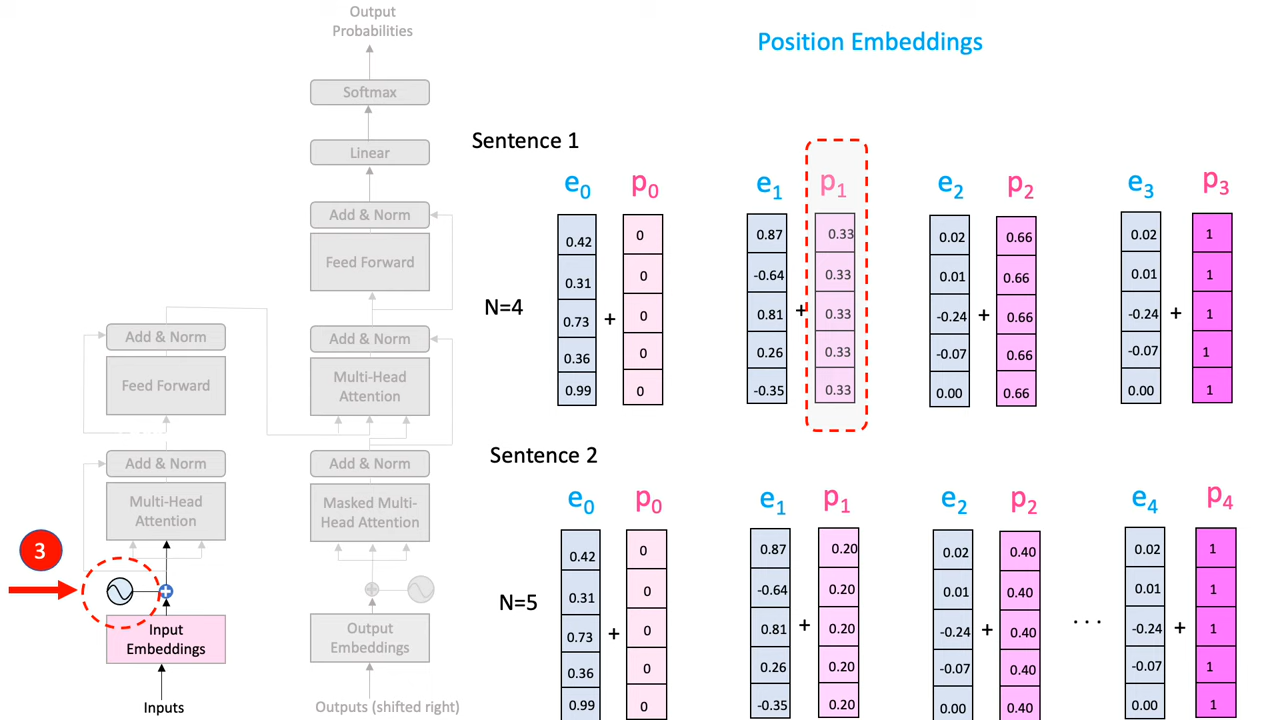 Output
Probabilities
Softmax
Linear
Add & Norm
Feed Forward
Add & Norm
Multi-Head
Attention
Add & Norm
Feed Forward
Add & Norm
Multi-Head
Attention
Add & Norm
Masked Multi-
Head Attention
3
Input
Embeddings
Output
Embeddings
Inputs
Outputs (shifted right)
Position Embeddings
Sentence 1
e0 p0 e1 p1 e2 p2 e3 p3
0.42 0 0.87 0.33 0.02 0.66 0.02 1
0.31 0 -0.64 0.33 0.01 0.66 0.01 1
N=4
0.73 + 0 0.81 + 0.33 -0.24 + 0.66 -0.24 + 1
0.36 0 0.26 0.33 -0.07 0.66 -0.07 1
0.99 0 -0.35 0.33 0.00 0.66 0.00 1
Sentence 2
e0 p0 e1 p1 e2 p2 e4 p4
0.42 0 0.87 0.20 0.02 0.40 0.02 1
0.31 0 -0.64 0.20 0.01 0.40 0.01 1
N=5
0.73 + 0 0.81 + 0.20 -0.24 + 0.40 ... -0.24 + 1
0.36 0 0.26 0.20 -0.07 0.40 -0.07 1
0.99 0 -0.35 0.20 0.00 0.40 0.00 1